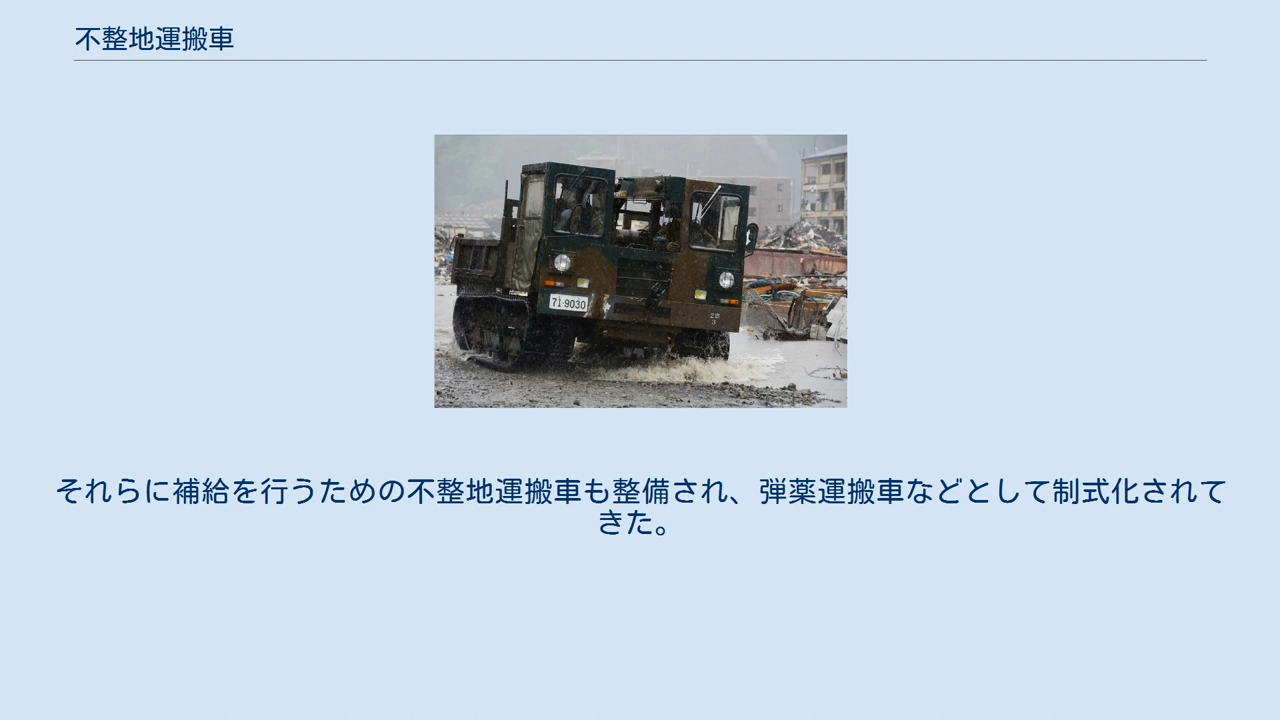 不整地運搬車
71-9030
それらに補給を行うための不整地運搬車も整備され、弾薬運搬車などとして制式化されて
きた。